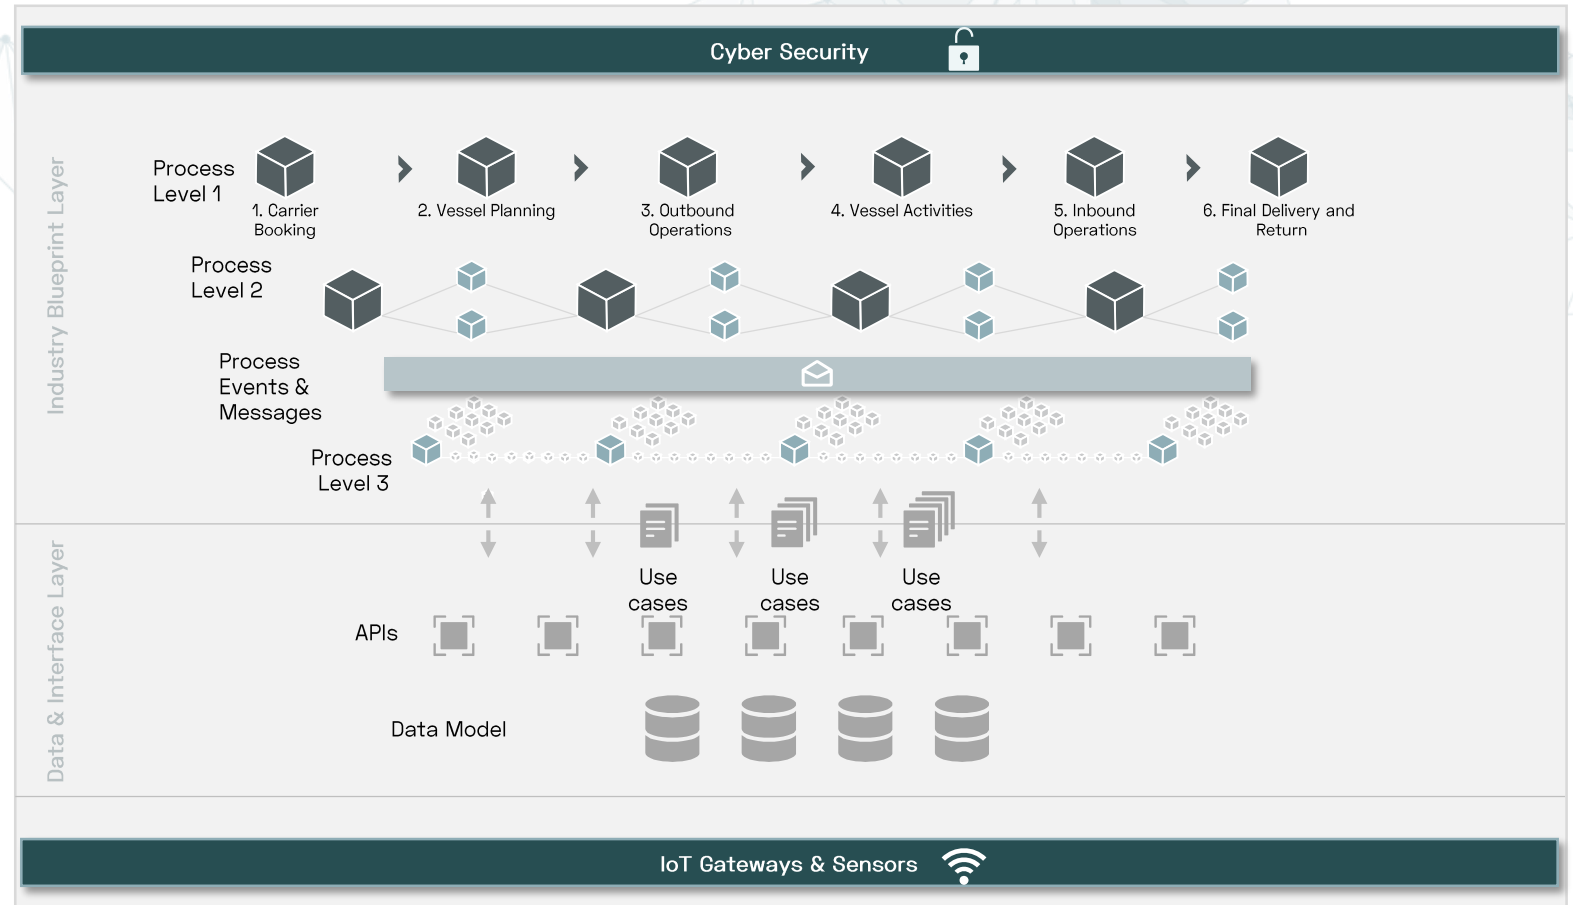 Cyber Security
Industry Blueprint Layer
Process
Level 1
1. Carrier
Booking
2. Vessel Planning
3. Outbound
Operations
4. Vessel Activities
5. Inbound
Operations
6. Final Delivery and
Return
Process
Level 2
Process
Events &
Messages
Process
Level 3
Data & Interface Layer
Use
cases
Use
cases
Use
cases
APIs
Data Model
IoT Gateways & Sensors